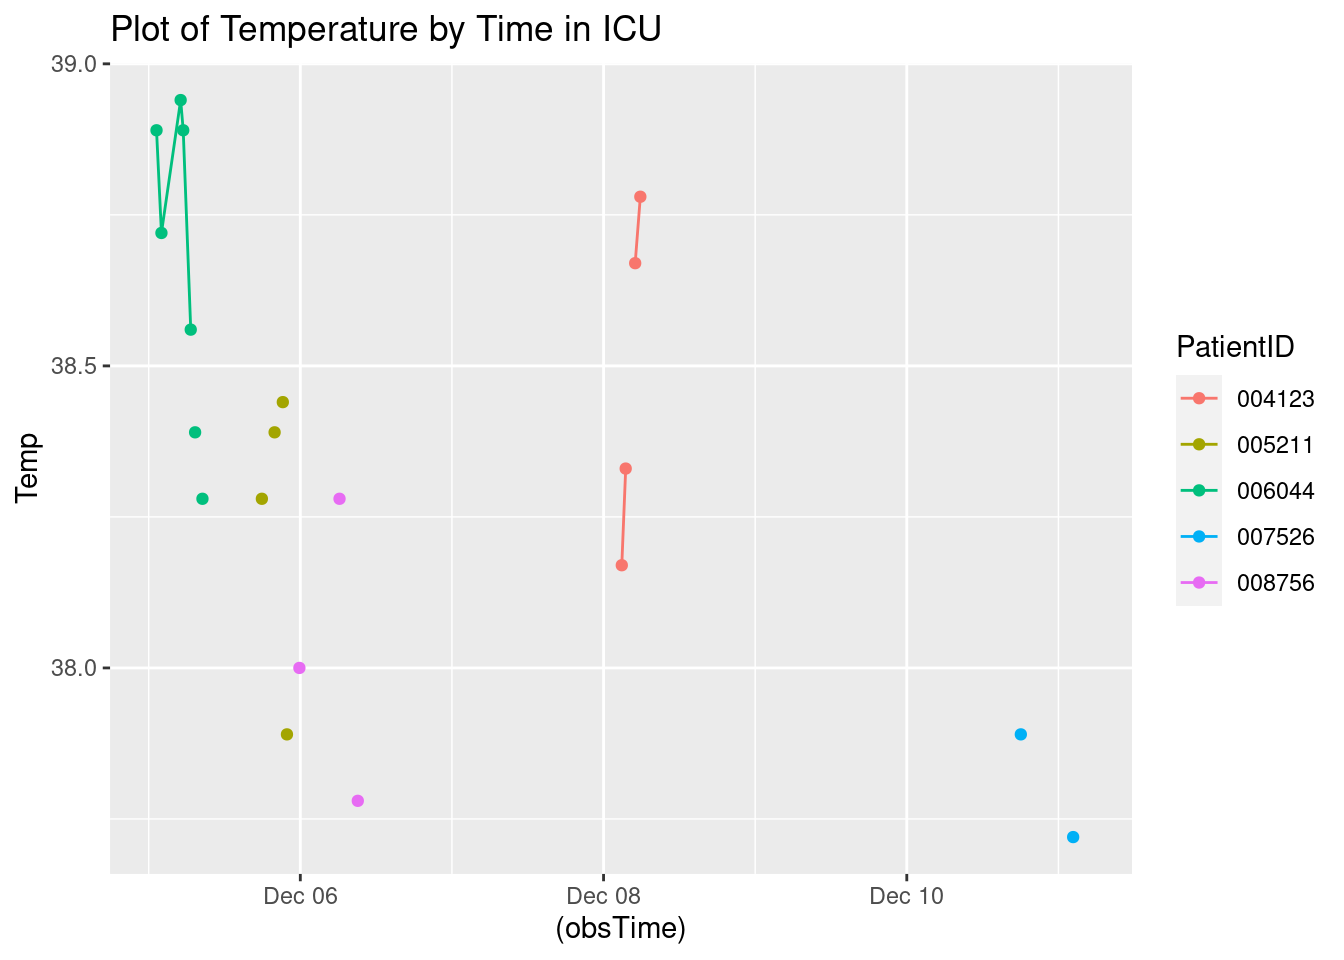 Plot of Temperature by Time in ICU
39.0
38.5
38.0
Temp
Dec 06
Dec 08
Dec 10
(obsTime)
PatientID
004123
005211
006044
007526
008756